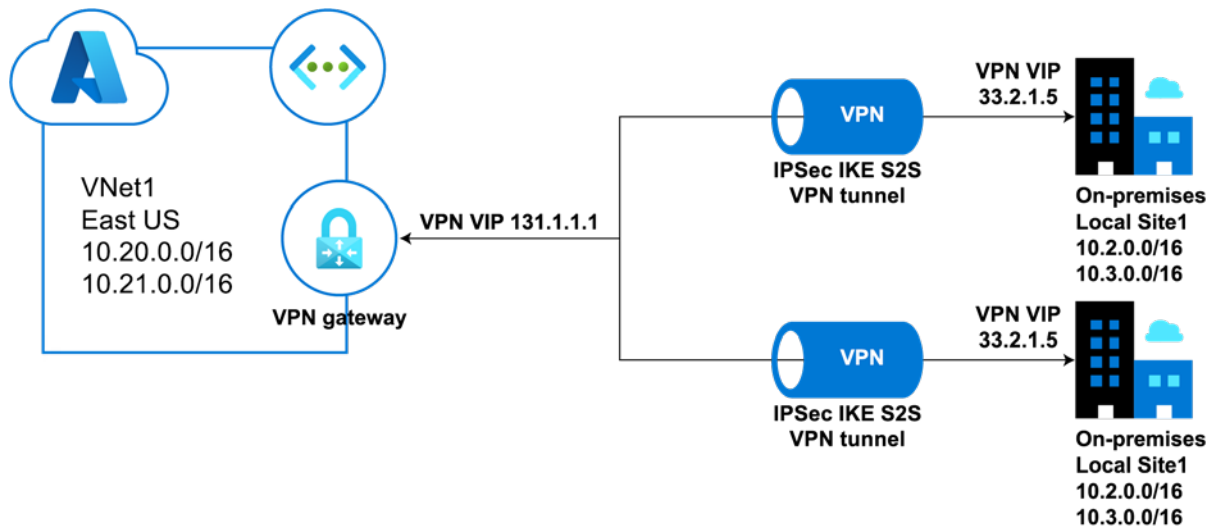 VNet1
East US
10.20.0.0/16
10.21.0.0/16
VPN gateway
VPN VIP 131.1.1.1
VPN
IPSec IKE S2S
VPN tunnel
VPN VIP
33.2.1.5
On-premises
Local Site1
10.2.0.0/16
10.3.0.0/16
VPN
IPSec IKE S2S
VPN tunnel
VPN VIP
33.2.1.5
On-premises
Local Site1
10.2.0.0/16
10.3.0.0/16